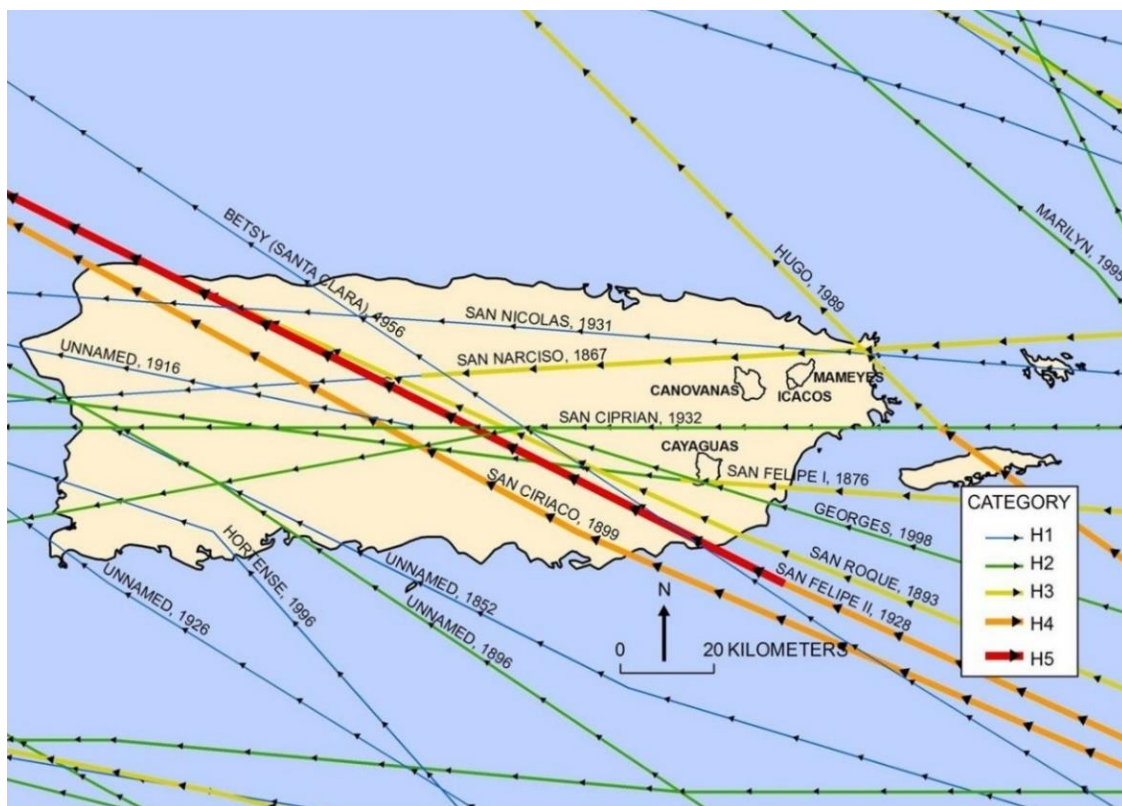 MARILYN, 1995
HUGO, 1989
BETSY (SANTA CLARA), 4956
SAN NICOLAS, 1931
SAN NARCISO, 1867
UNNAMED, 1916
CANOVANAS
MAMEYES
ICACOS
SAN CIPRIAN, 1932
CAYAGUAS
SAN FELIPE I, 1876
GEORGES, 1998
SAN CIRIACO, 1899
SAN ROQUE, 1893
SAN FELIPE II, 1928
HORTENSE, 1996
UNNAMED, 1852
UNNAMED, 1926
UNNAMED, 1896
N
0 20 KILOMETERS
CATEGORY
H1
H2
H3
H4
H5